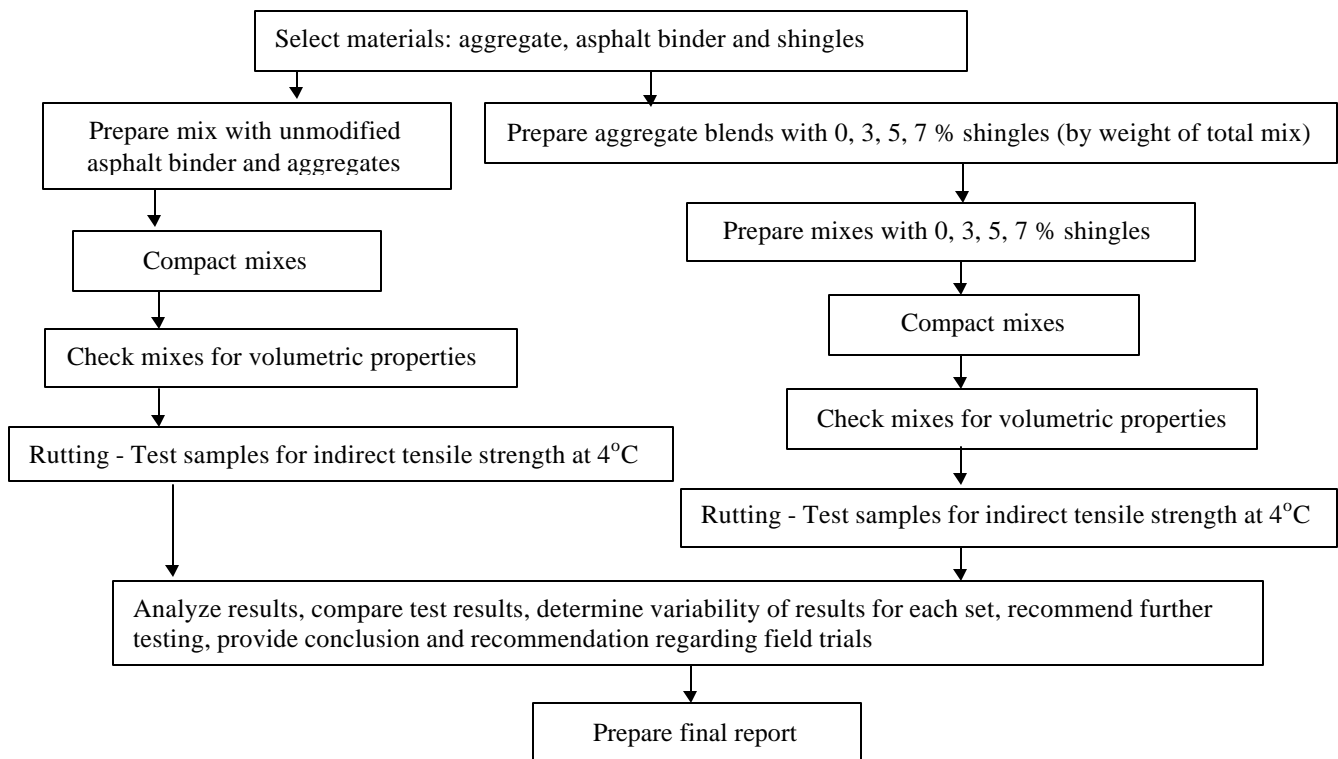 Select materials: aggregate, asphalt binder and shingles
Prepare mix with unmodified
asphalt binder and aggregates
Prepare aggregate blends with 0, 3, 5, 7 % shingles (by weight of total mix)
Prepare mixes with 0, 3, 5, 7 % shingles
Compact mixes
Compact mixes
Check mixes for volumetric properties
Check mixes for volumetric properties
Rutting - Test samples for indirect tensile strength at 4°C
Rutting - Test samples for indirect tensile strength at 4°C
Analyze results, compare test results, determine variability of results for each set, recommend further
testing, provide conclusion and recommendation regarding field trials
Prepare final report